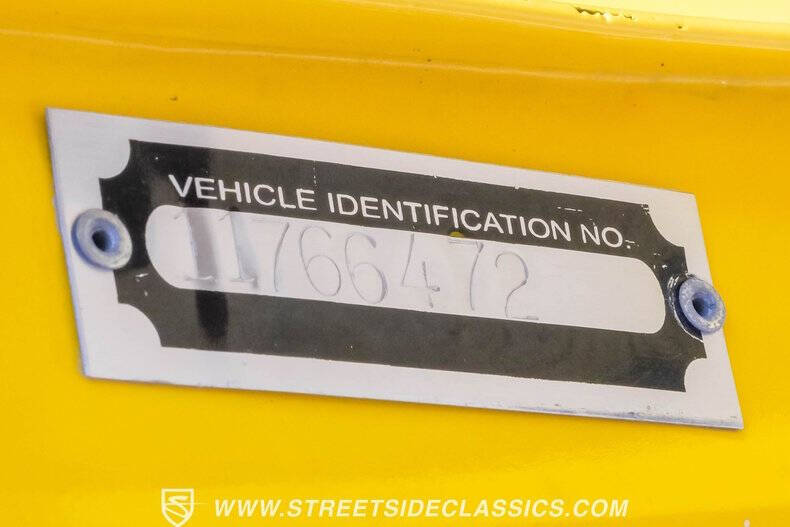 VEHICLE IDENTIFICATION NO.
11766472
WWW.STREETSIDECLASSICS.COM